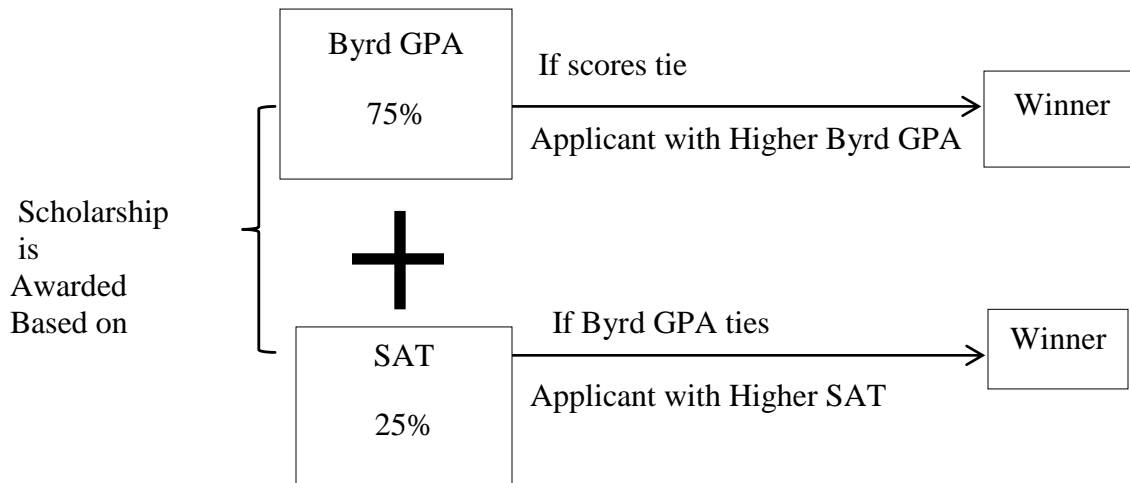 Scholarship
is
Awarded
Based on
Byrd GPA
75%
If scores tie
Applicant with Higher Byrd GPA
Winner
+
SAT
25%
If Byrd GPA ties
Applicant with Higher SAT
Winner